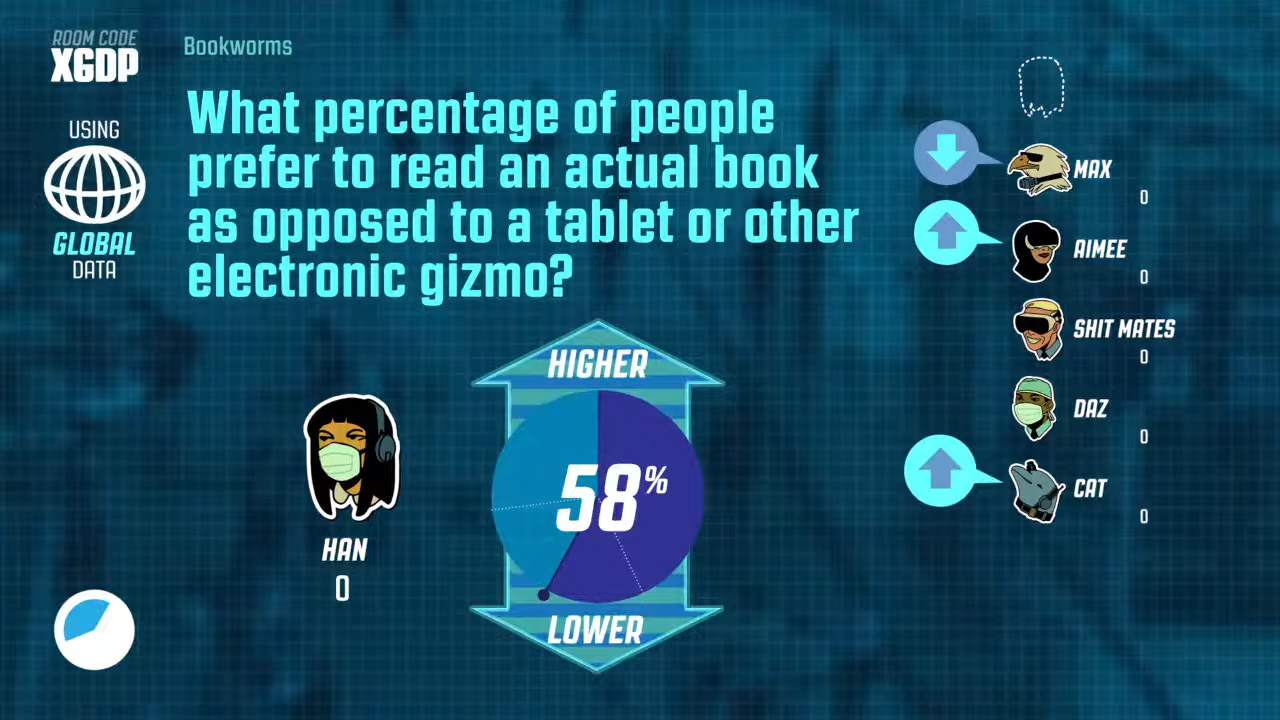 ROOM CODE
X6DP
Bookworms
USING
GLOBAL
DATA
What percentage of people
prefer to read an actual book
as opposed to a tablet or other
electronic gizmo?
HIGHER
58%
LOWER
HAN
0
MAX
0
AIMEE
0
SHIT MATES
0
DAZ
0
CAT
0